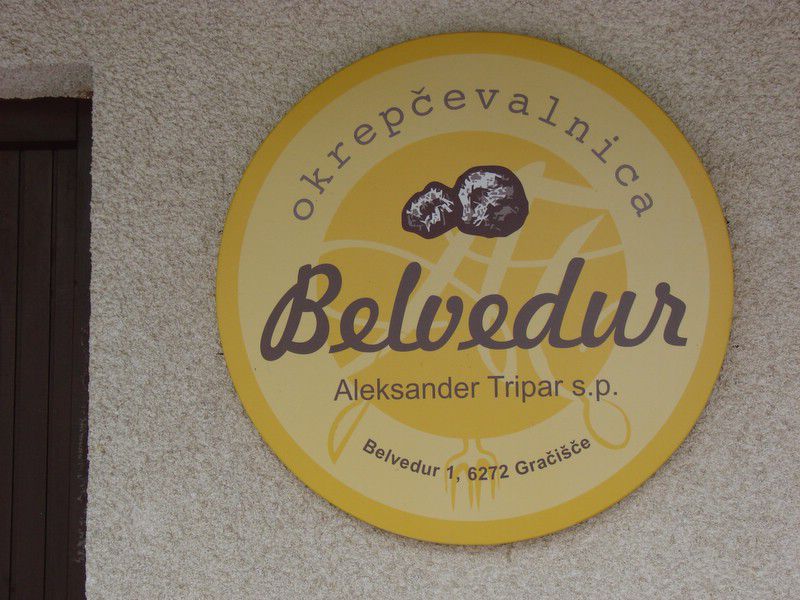 okrepčevalnica
Belvedur
Aleksander Tripar s.p.
Belvedur 1, 6272 Gračišče